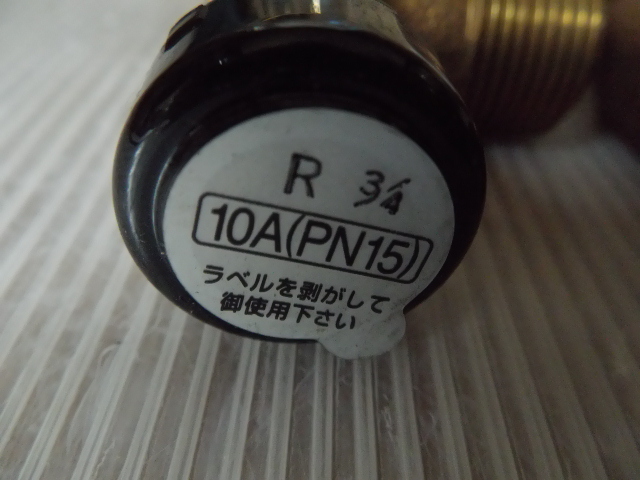 R 3/4
10A(PN15)
ラベルを剥がして
御使用下さい